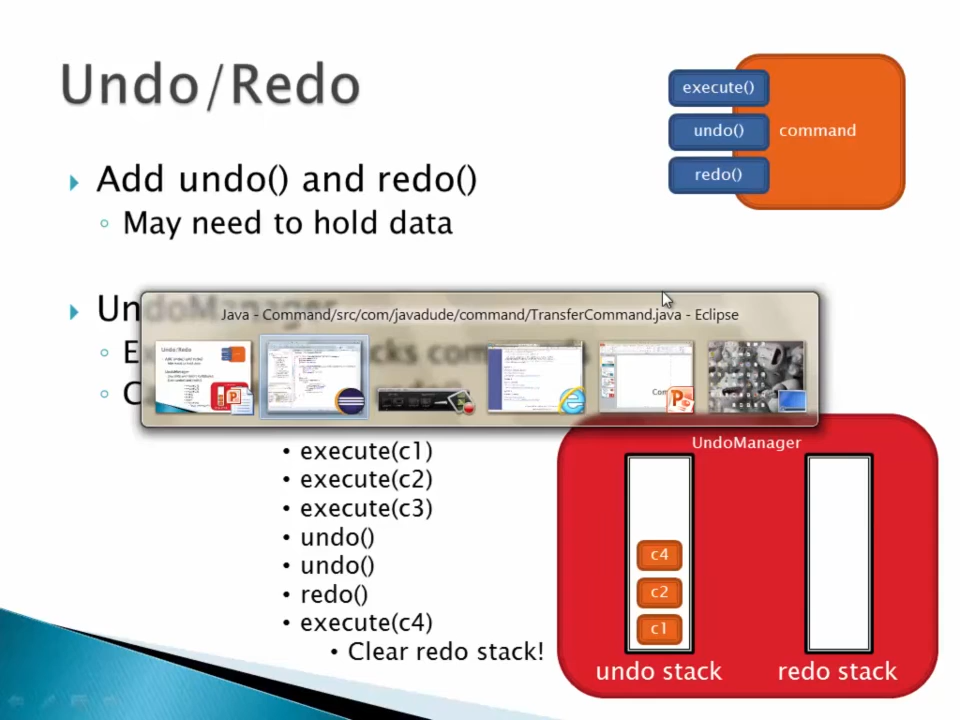 Undo/Redo
execute()
undo()
command
redo()
Add undo() and redo()
May need to hold data
Java - Command/src/com/javadude/command/TransferCommand.java - Eclipse
execute(c1)
execute(c2)
execute(c3)
undo()
undo()
redo()
execute(c4)
Clear redo stack!
UndoManager
c4
c2
c1
undo stack
redo stack